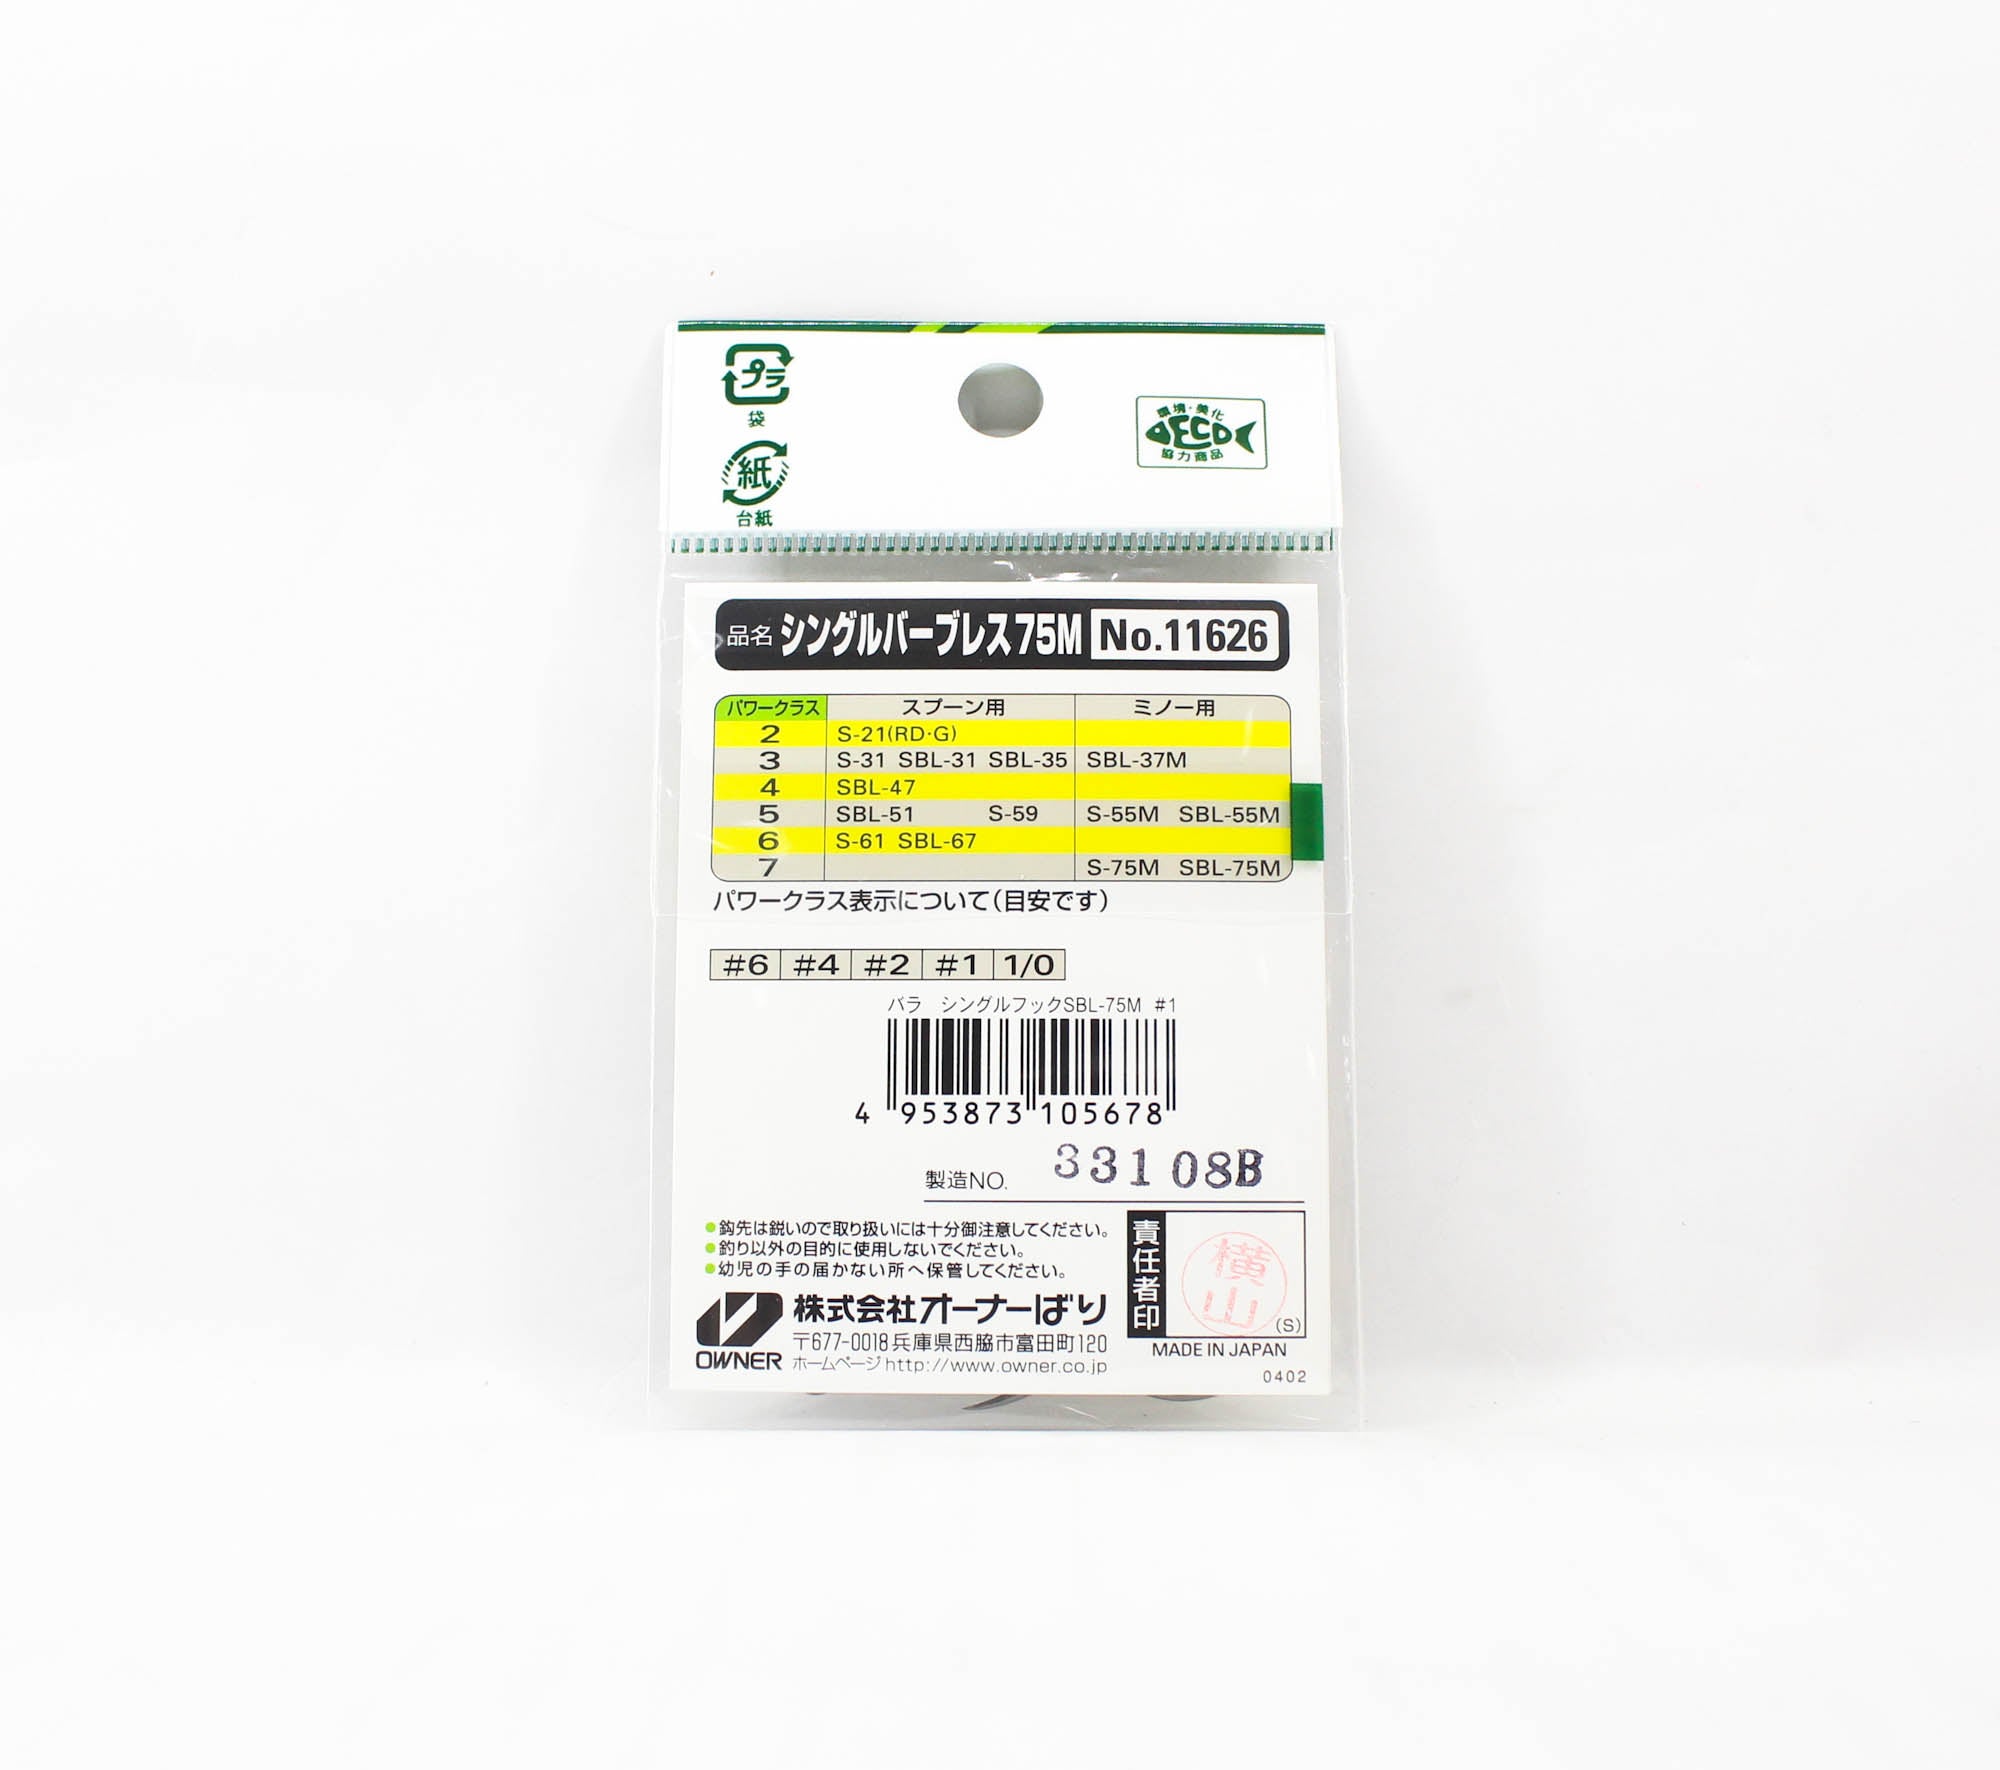 プラ
袋
紙
台紙
環境・美化
ECO
協力商品
品名 シングルバーブレス75M No.11626
パワークラス スプーン用 ミノー用
2 S-21(RD·G)
3 S-31 SBL-31 SBL-35 SBL-37M
4 SBL-47
5 SBL-51 S-59 S-55M SBL-55M
6 S-61 SBL-67
7 S-75M SBL-75M
パワークラス表示について(目安です)
#6 #4 #2 #1 1/0
バラ シングルフックSBL-75M #1
4 953873 105678
製造NO. 33108B
●鈎先は鋭いので取り扱いには十分御注意してください。
●釣り以外の目的に使用しないでください。
●幼児の手の届かない所へ保管してください。
責任者印
横山
(S)
OWNER
株式会社オーナーばり
〒677-0018兵庫県西脇市富田町120
ホームページhttp://www.owner.co.jp
MADE IN JAPAN
0402